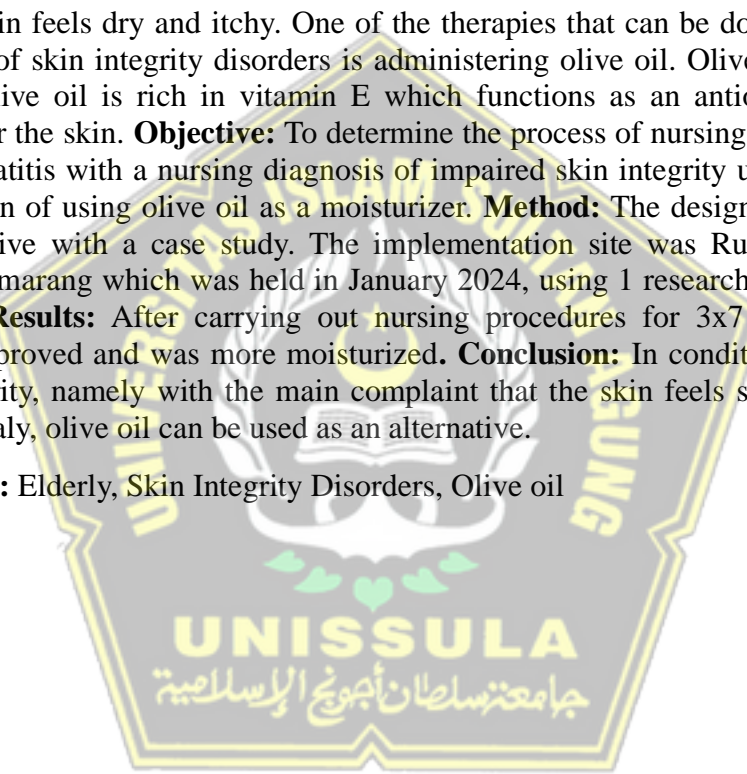 in feels dry and itchy. One of the therapies that can be do
of skin integrity disorders is administering olive oil. Olive
ive oil is rich in vitamin E which functions as an antio
r the skin. Objective: To determine the process of nursing
atitis with a nursing diagnosis of impaired skin integrity u
n of using olive oil as a moisturizer. Method: The design
ive with a case study. The implementation site was Ru
marang which was held in January 2024, using 1 research
Results: After carrying out nursing procedures for 3x7
proved and was more moisturized. Conclusion: In condit
ity, namely with the main complaint that the skin feels s
aly, olive oil can be used as an alternative.
: Elderly, Skin Integrity Disorders, Olive oil
UNIVERSITAS ISLAM SULTAN AGUNG
UNISSULA
جامعة سلطان أجونج الإسلامية